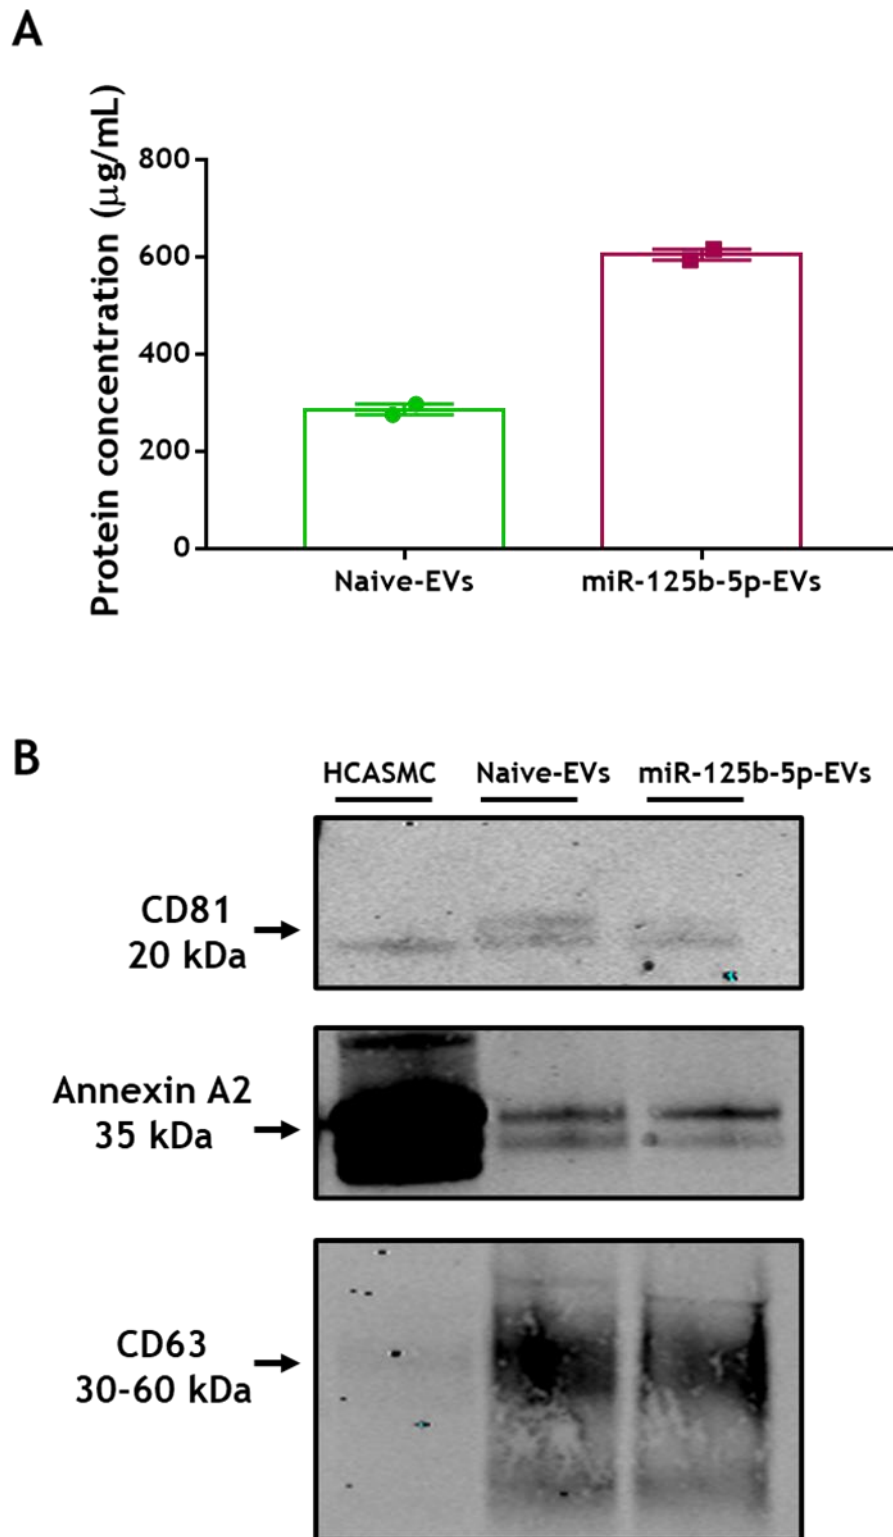 A
Protein concentration (μg/mL)
800
600
400
200
0
Naive-EVs miR-125b-5p-EVs
B
HCASMC Naive-EVs miR-125b-5p-EVs
CD81
20 kDa
Annexin A2
35 kDa
CD63
30-60 kDa